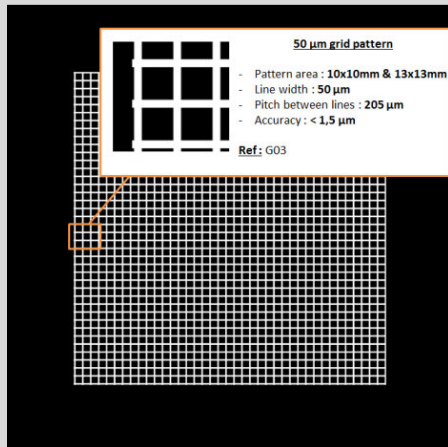 50 µm grid pattern
- Pattern area : 10x10mm & 13x13mm
- Line width : 50 µm
- Pitch between lines : 205 µm
- Accuracy : < 1,5 µm
Ref : G03